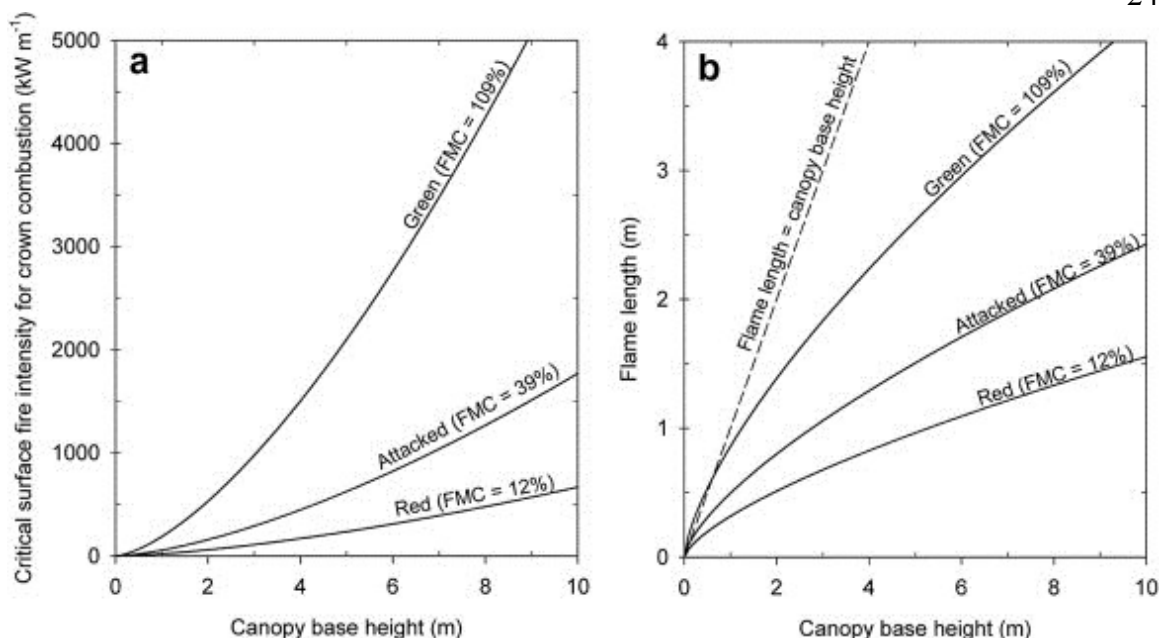 a
Critical surface fire intensity for crown combustion (kW m⁻¹)
5000
4000
3000
2000
1000
0
Green (FMC = 109%)
Attacked (FMC = 39%)
Red (FMC = 12%)
0 2 4 6 8 10
Canopy base height (m)
b
Flame length (m)
4
3
2
1
0
Flame length = canopy base height
Green (FMC = 109%)
Attacked (FMC = 39%)
Red (FMC = 12%)
0 2 4 6 8 10
Canopy base height (m)